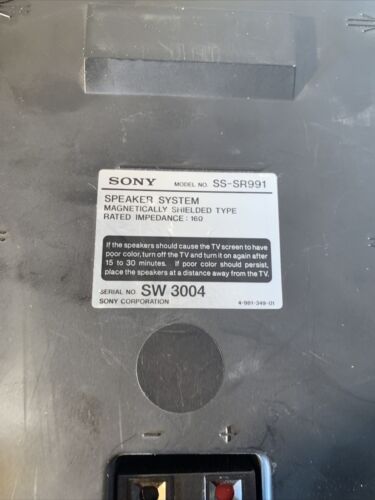 SONY MODEL NO. SS-SR991
SPEAKER SYSTEM
MAGNETICALLY SHIELDED TYPE
RATED IMPEDANCE : 16Ω
If the speakers should cause the TV screen to have
poor color, turn off the TV and turn it on again after
15 to 30 minutes. If poor color should persist,
place the speakers at a distance away from the TV.
SERIAL NO. SW 3004
SONY CORPORATION 4-981-349-01
− +